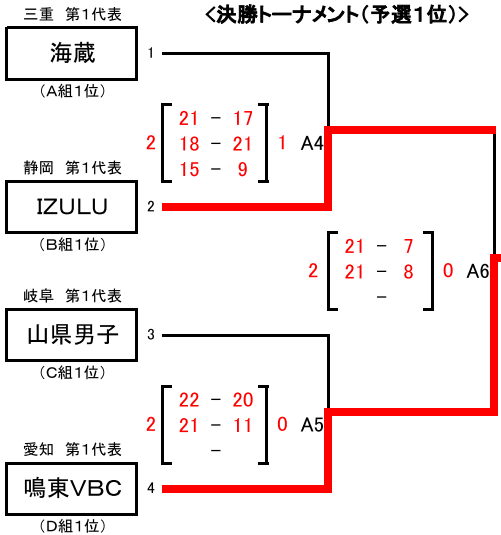 三重 第1代表
<決勝トーナメント(予選1位)>
海蔵
1
(A組1位)
21 - 17
2 18 - 21 1 A4
15 - 9
静岡 第1代表
IZULU
2
(B組1位)
21 - 7
2 21 - 8 0 A6
-
岐阜 第1代表
山県男子
3
(C組1位)
22 - 20
2 21 - 11 0 A5
-
愛知 第1代表
鳴東VBC
4
(D組1位)